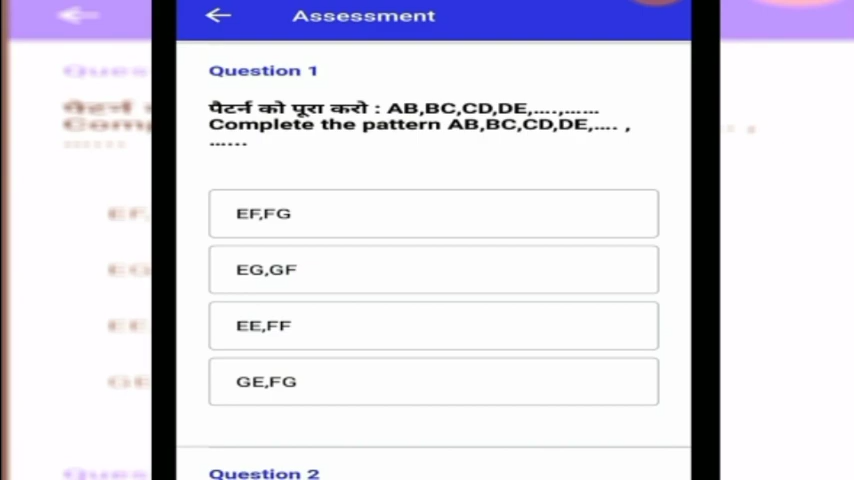 Assessment
Question 1
पैटर्न को पूरा करो : AB,BC,CD,DE,....,......
Complete the pattern AB,BC,CD,DE,.... ,
......
EF,FG
EG,GF
EE,FF
GE,FG
Question 2